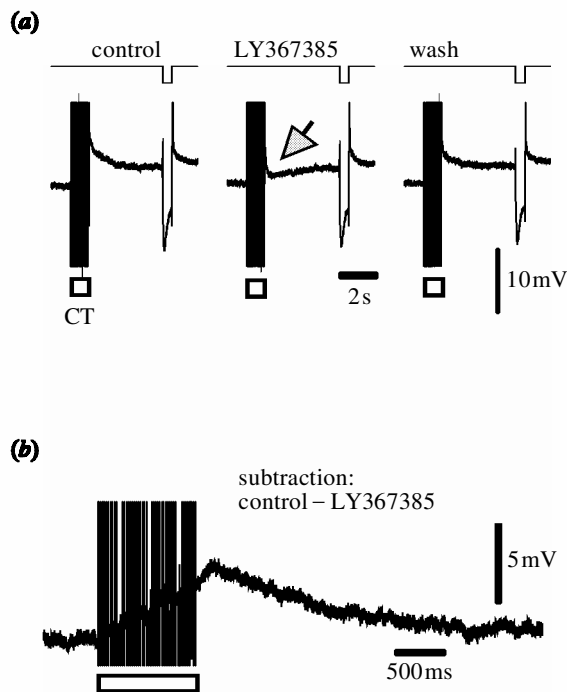 (a)
control LY367385 wash
2 s
10 mV
CT
(b)
subtraction:
control – LY367385
5 mV
500 ms